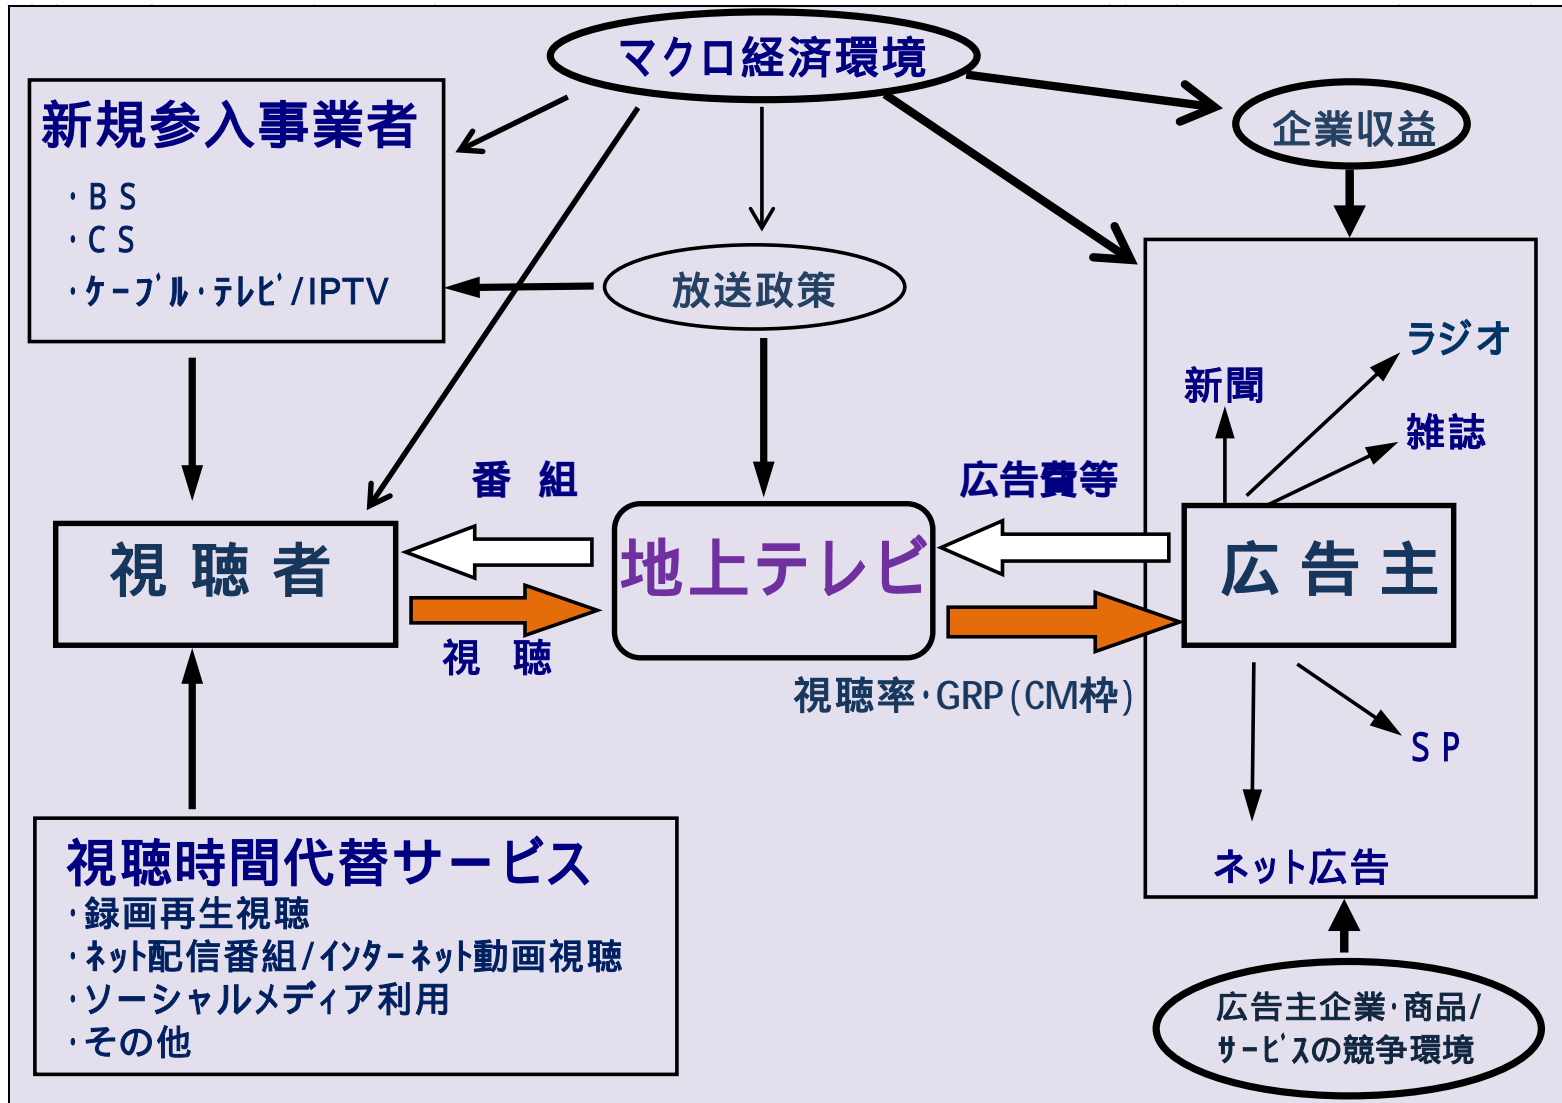 マクロ経済環境
企業収益
新規参入事業者
・BS
・CS
・ケーブル・テレビ/IPTV
放送政策
ラジオ
新聞
雑誌
番組
広告費等
視聴者
地上テレビ
広告主
視聴
視聴率・GRP(CM枠)
SP
ネット広告
視聴時間代替サービス
・録画再生視聴
・ネット配信番組/インターネット動画視聴
・ソーシャルメディア利用
・その他
広告主企業・商品/
サービスの競争環境